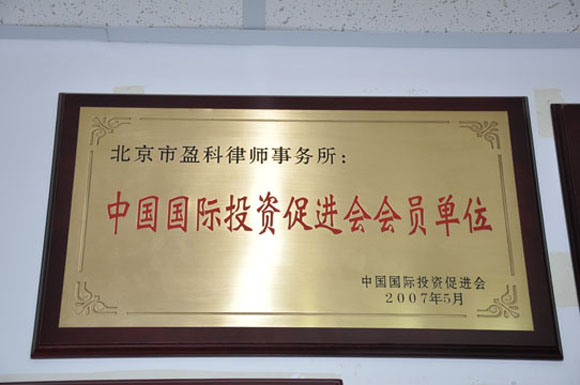 北京市盈科律师事务所：
中国国际投资促进会会员单位
中国国际投资促进会
2007年5月